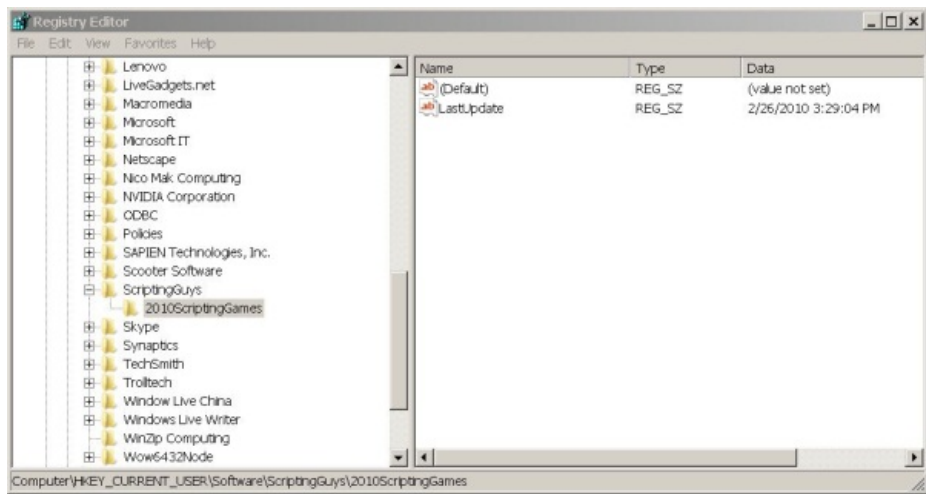 Registry Editor
File Edit View Favorites Help
Lenovo
LiveGadgets.net
Macromedia
Microsoft
Microsoft IT
Netscape
Nico Mak Computing
NVIDIA Corporation
ODBC
Policies
SAPIEN Technologies, Inc.
Scooter Software
ScriptingGuys
2010ScriptingGames
Skype
Synaptics
TechSmith
Trolltech
Window Live China
Windows Live Writer
WinZip Computing
Wow6432Node
Name Type Data
ab (Default) REG_SZ (value not set)
ab LastUpdate REG_SZ 2/26/2010 3:29:04 PM
Computer\HKEY_CURRENT_USER\Software\ScriptingGuys\2010ScriptingGames